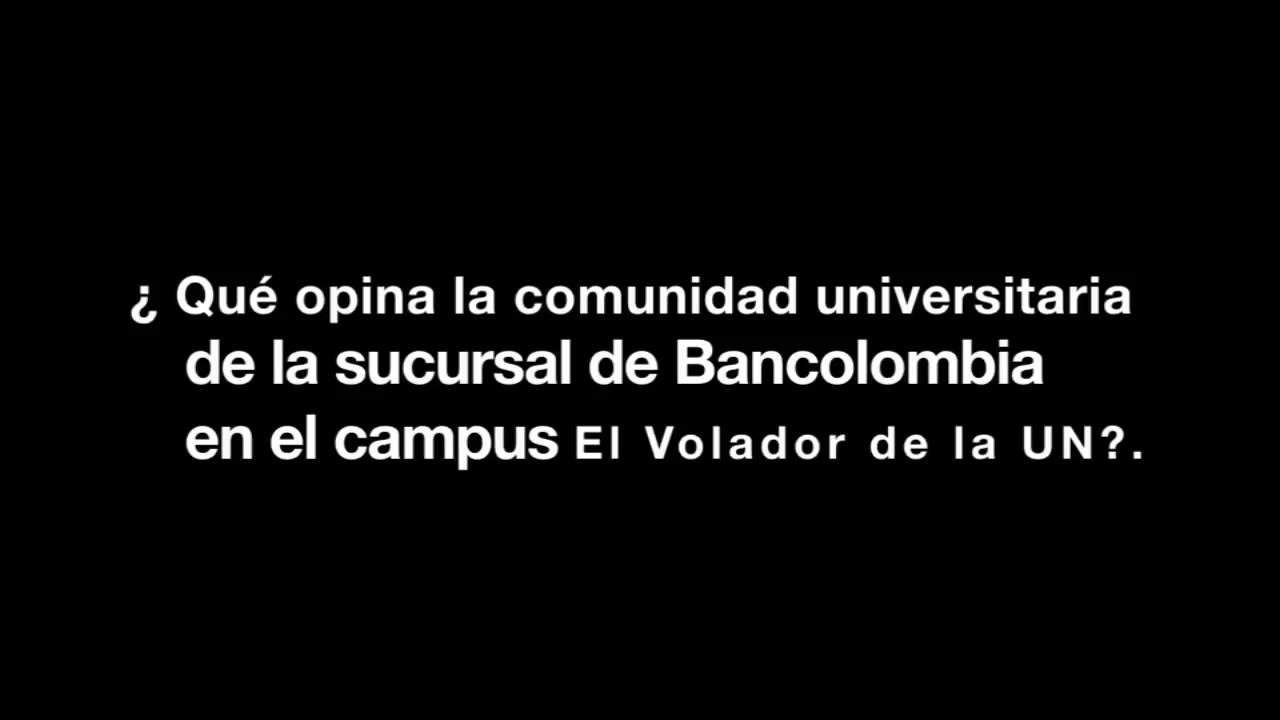 ¿ Qué opina la comunidad universitaria
de la sucursal de Bancolombia
en el campus El Volador de la UN?.